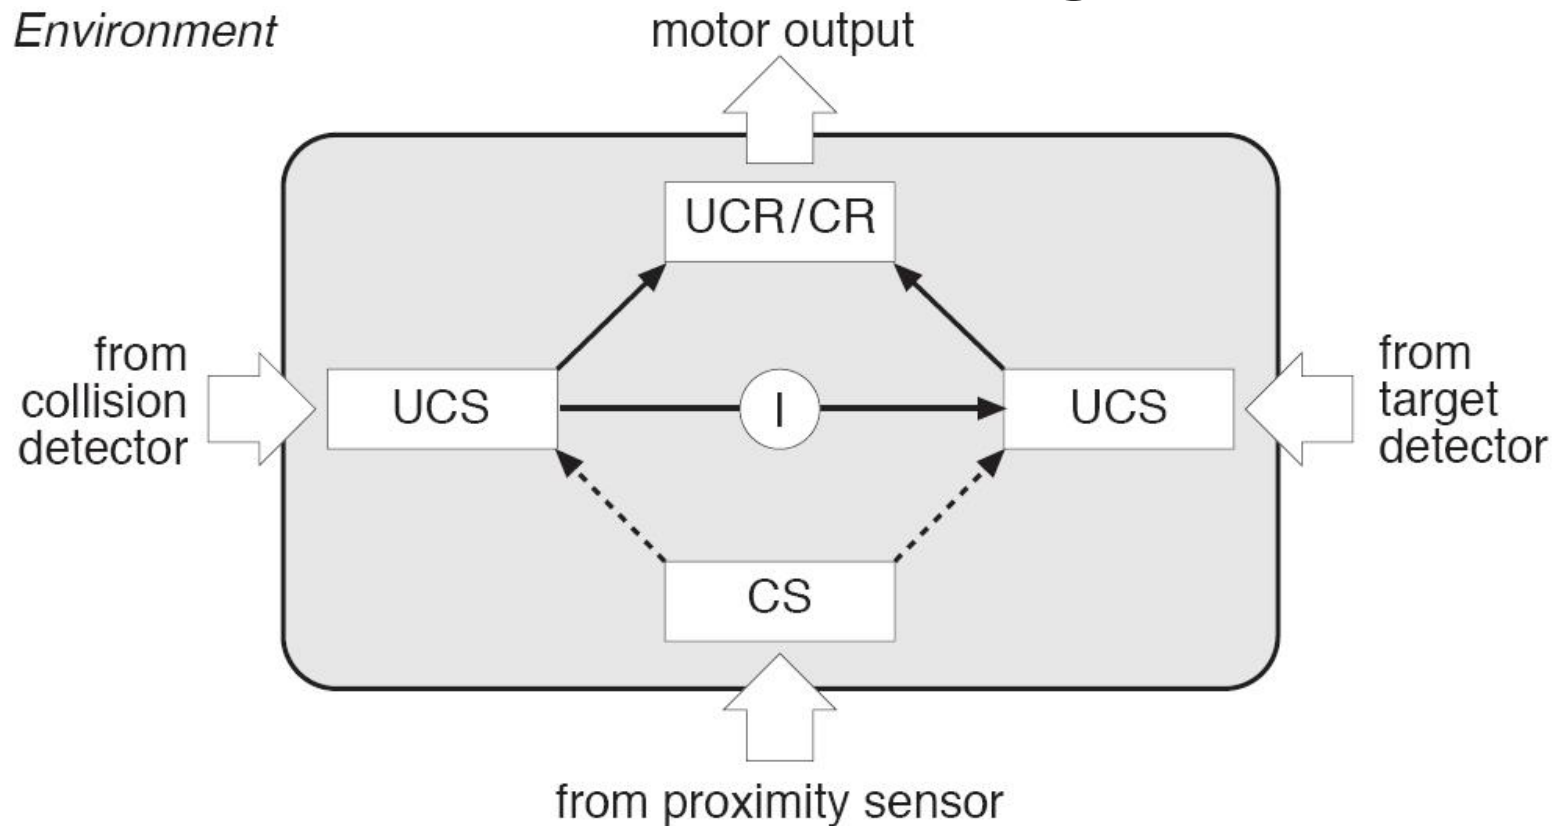 Environment
motor output
UCR/CR
from
collision
detector
UCS
I
UCS
from
target
detector
CS
from proximity sensor